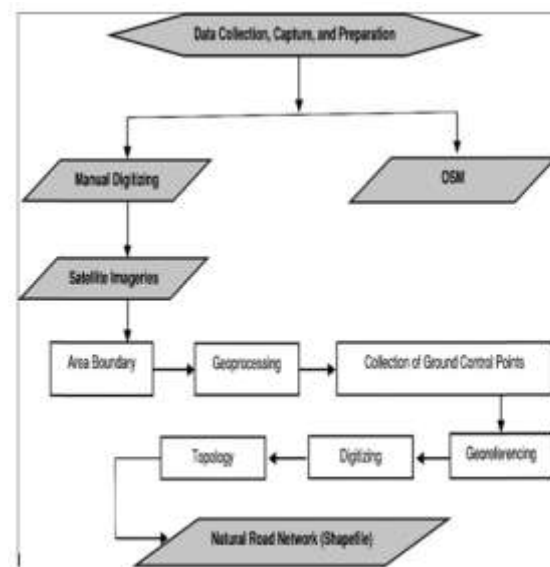 Data Collection, Capture, and Preparation
Manual Digitizing
OSM
Satellite Imageries
Area Boundary
Geoprocessing
Collection of Ground Control Points
Georeferencing
Digitizing
Topology
Natural Road Network (Shapefile)